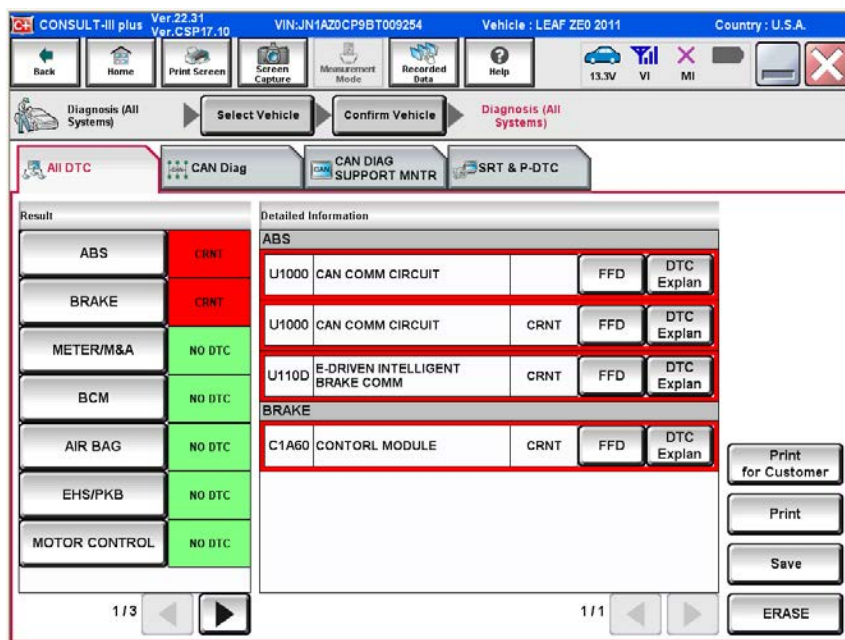 CONSULT-III plus Ver.22.31
Ver.CSP17.10
VIN:JN1AZ0CP9BT009254
Vehicle : LEAF ZE0 2011
Country : U.S.A.
Back
Home
Print Screen
Screen
Capture
Measurement
Mode
Recorded
Data
Help
13.3V
VI
MI
Diagnosis (All
Systems)
Select Vehicle
Confirm Vehicle
Diagnosis (All
Systems)
All DTC
CAN Diag
CAN DIAG
SUPPORT MNTR
SRT & P-DTC
Result
ABS CRNT
BRAKE CRNT
METER/M&A NO DTC
BCM NO DTC
AIR BAG NO DTC
EHS/PKB NO DTC
MOTOR CONTROL NO DTC
1/3
Detailed Information
ABS
U1000 CAN COMM CIRCUIT FFD DTC
Explan
U1000 CAN COMM CIRCUIT CRNT FFD DTC
Explan
U110D E-DRIVEN INTELLIGENT
BRAKE COMM CRNT FFD DTC
Explan
BRAKE
C1A60 CONTORL MODULE CRNT FFD DTC
Explan
1/1
Print
for Customer
Print
Save
ERASE